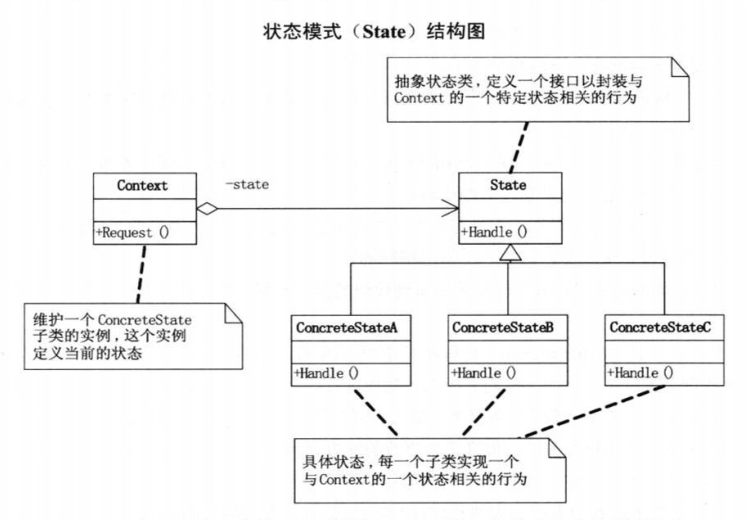 状态模式（State）结构图
抽象状态类，定义一个接口以封装与
Context 的一个特定状态相关的行为
Context
-state
State
+Request()
+Handle()
维护一个 ConcreteState
子类的实例，这个实例
定义当前的状态
ConcreteStateA
ConcreteStateB
ConcreteStateC
+Handle()
+Handle()
+Handle()
具体状态，每一个子类实现一个
与Context的一个状态相关的行为